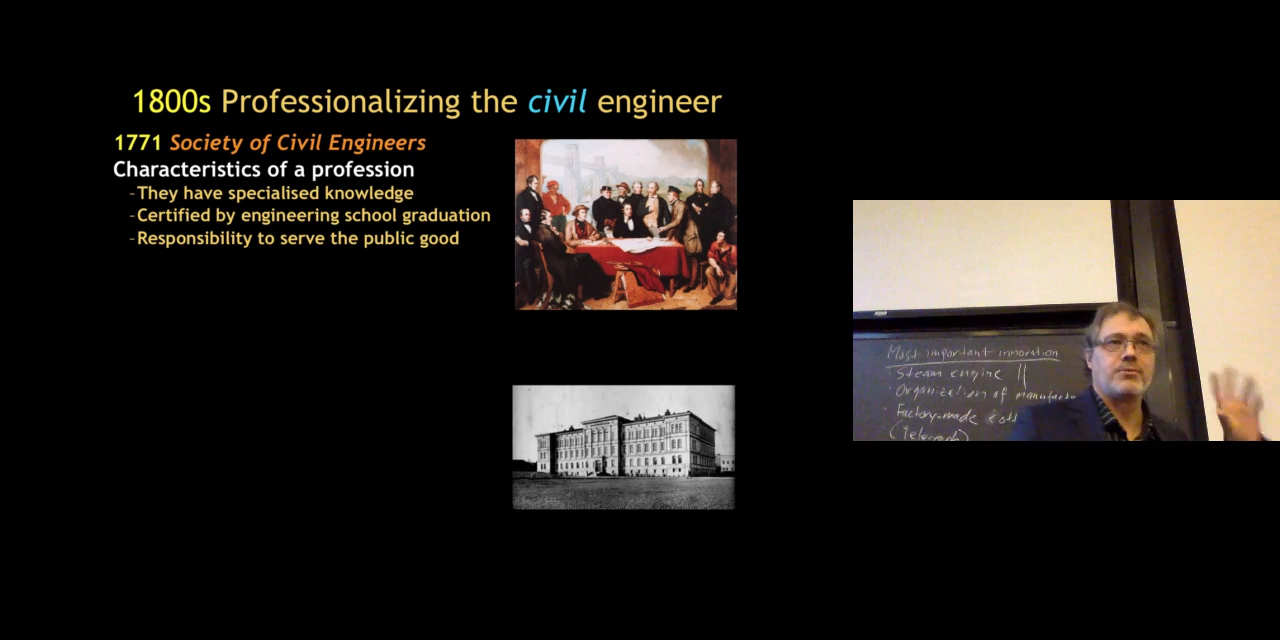 1800s Professionalizing the civil engineer
1771 Society of Civil Engineers
Characteristics of a profession
-They have specialised knowledge
-Certified by engineering school graduation
-Responsibility to serve the public good
Most important innovation
· Steam engine ||
· Organization of manufactu
· Factory-made
(Telegraph)